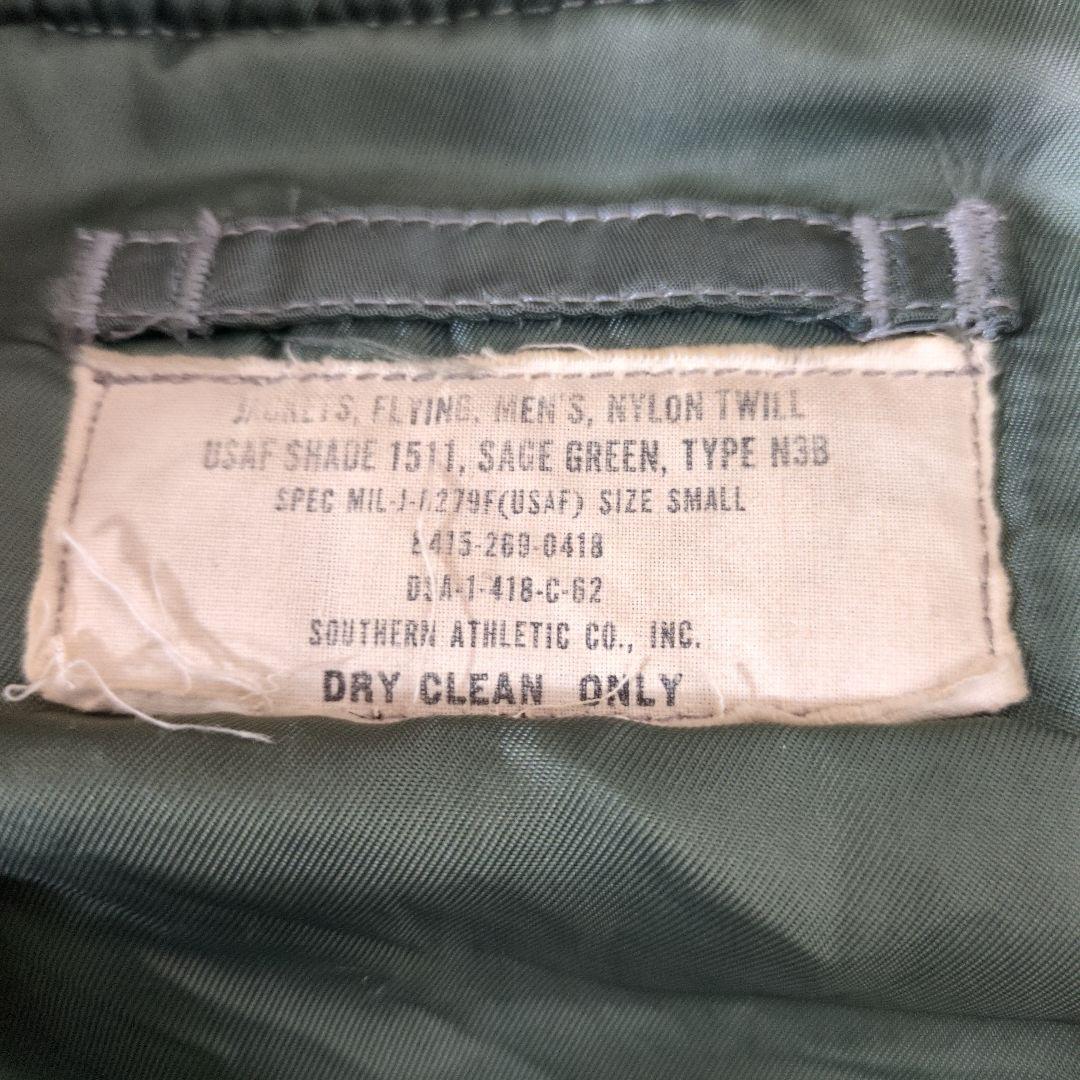 JACKETS, FLYING, MEN'S, NYLON TWILL
USAF SHADE 1511, SAGE GREEN, TYPE N3B
SPEC MIL-J-6279F(USAF) SIZE SMALL
8415-269-0418
DSA-1-418-C-62
SOUTHERN ATHLETIC CO., INC.
DRY CLEAN ONLY